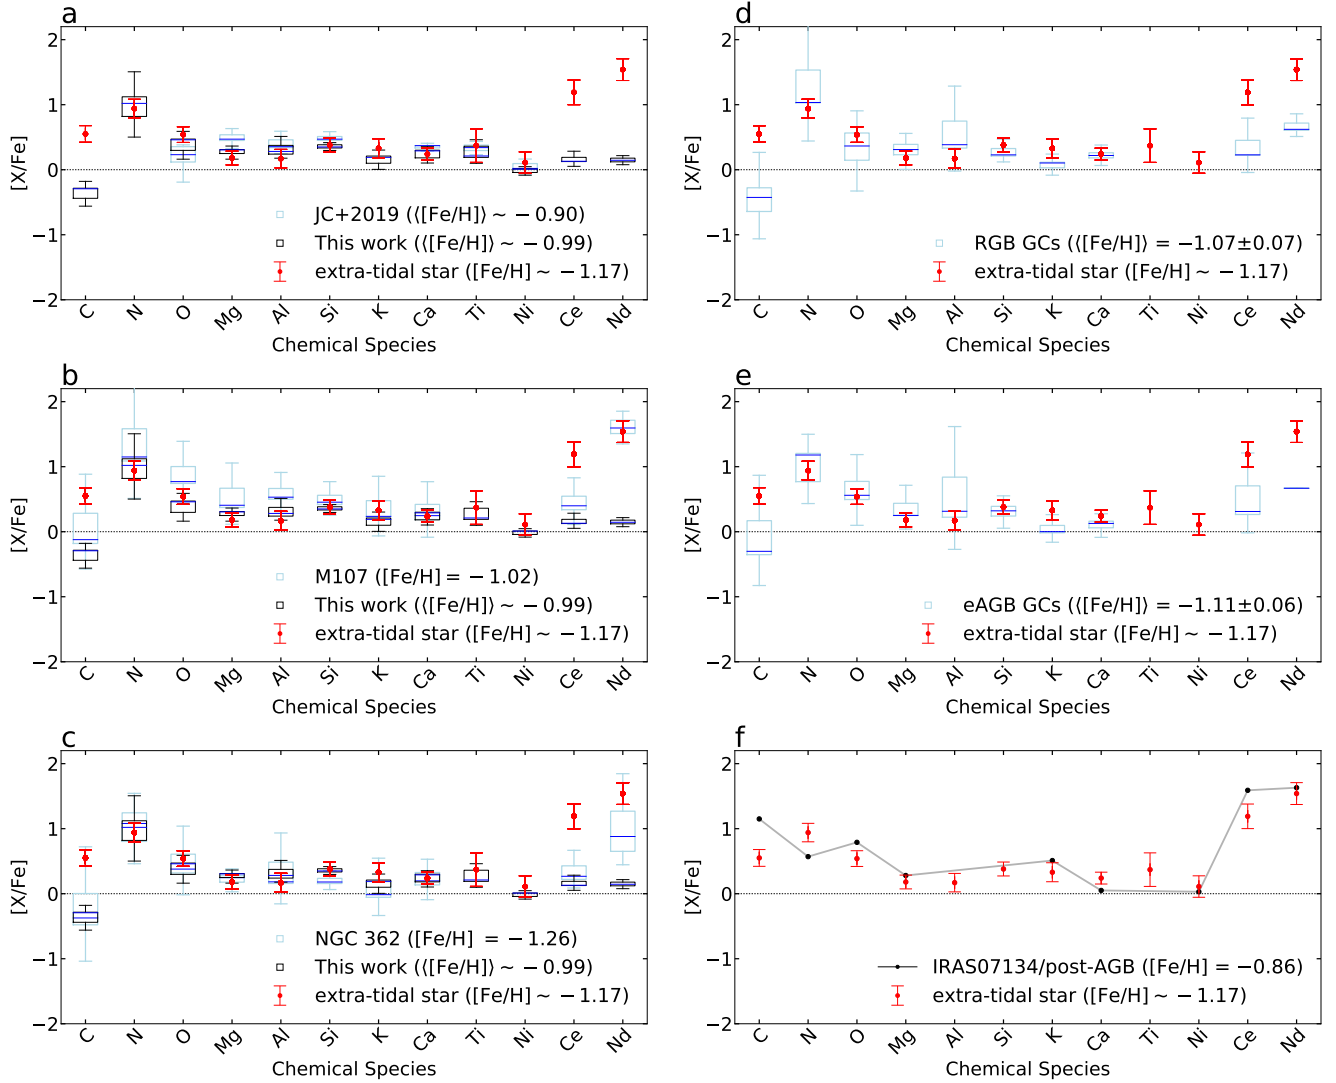 a
2
1
0
−1
−2
[X/Fe]
JC+2019 (⟨[Fe/H]⟩ ~ −0.90)
This work (⟨[Fe/H]⟩ ~ −0.99)
extra-tidal star ([Fe/H] ~ −1.17)
C N O Mg Al Si K Ca Ti Ni Ce Nd
Chemical Species
b
2
1
0
−1
−2
[X/Fe]
M107 ([Fe/H] = −1.02)
This work (⟨[Fe/H]⟩ ~ −0.99)
extra-tidal star ([Fe/H] ~ −1.17)
C N O Mg Al Si K Ca Ti Ni Ce Nd
Chemical Species
c
2
1
0
−1
−2
[X/Fe]
NGC 362 ([Fe/H] = −1.26)
This work (⟨[Fe/H]⟩ ~ −0.99)
extra-tidal star ([Fe/H] ~ −1.17)
C N O Mg Al Si K Ca Ti Ni Ce Nd
Chemical Species
d
2
1
0
−1
−2
[X/Fe]
RGB GCs (⟨[Fe/H]⟩ = −1.07±0.07)
extra-tidal star ([Fe/H] ~ −1.17)
C N O Mg Al Si K Ca Ti Ni Ce Nd
Chemical Species
e
2
1
0
−1
−2
[X/Fe]
eAGB GCs (⟨[Fe/H]⟩ = −1.11±0.06)
extra-tidal star ([Fe/H] ~ −1.17)
C N O Mg Al Si K Ca Ti Ni Ce Nd
Chemical Species
f
2
1
0
−1
−2
[X/Fe]
IRAS07134/post-AGB ([Fe/H] = −0.86)
extra-tidal star ([Fe/H] ~ −1.17)
C N O Mg Al Si K Ca Ti Ni Ce Nd
Chemical Species